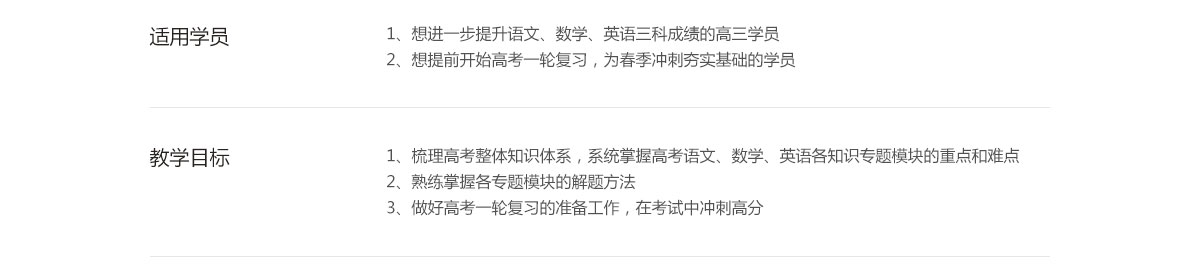 适用学员
1、想进一步提升语文、数学、英语三科成绩的高三学员
2、想提前开始高考一轮复习，为春季冲刺夯实基础的学员
教学目标
1、梳理高考整体知识体系，系统掌握高考语文、数学、英语各知识专题模块的重点和难点
2、熟练掌握各专题模块的解题方法
3、做好高考一轮复习的准备工作，在考试中冲刺高分